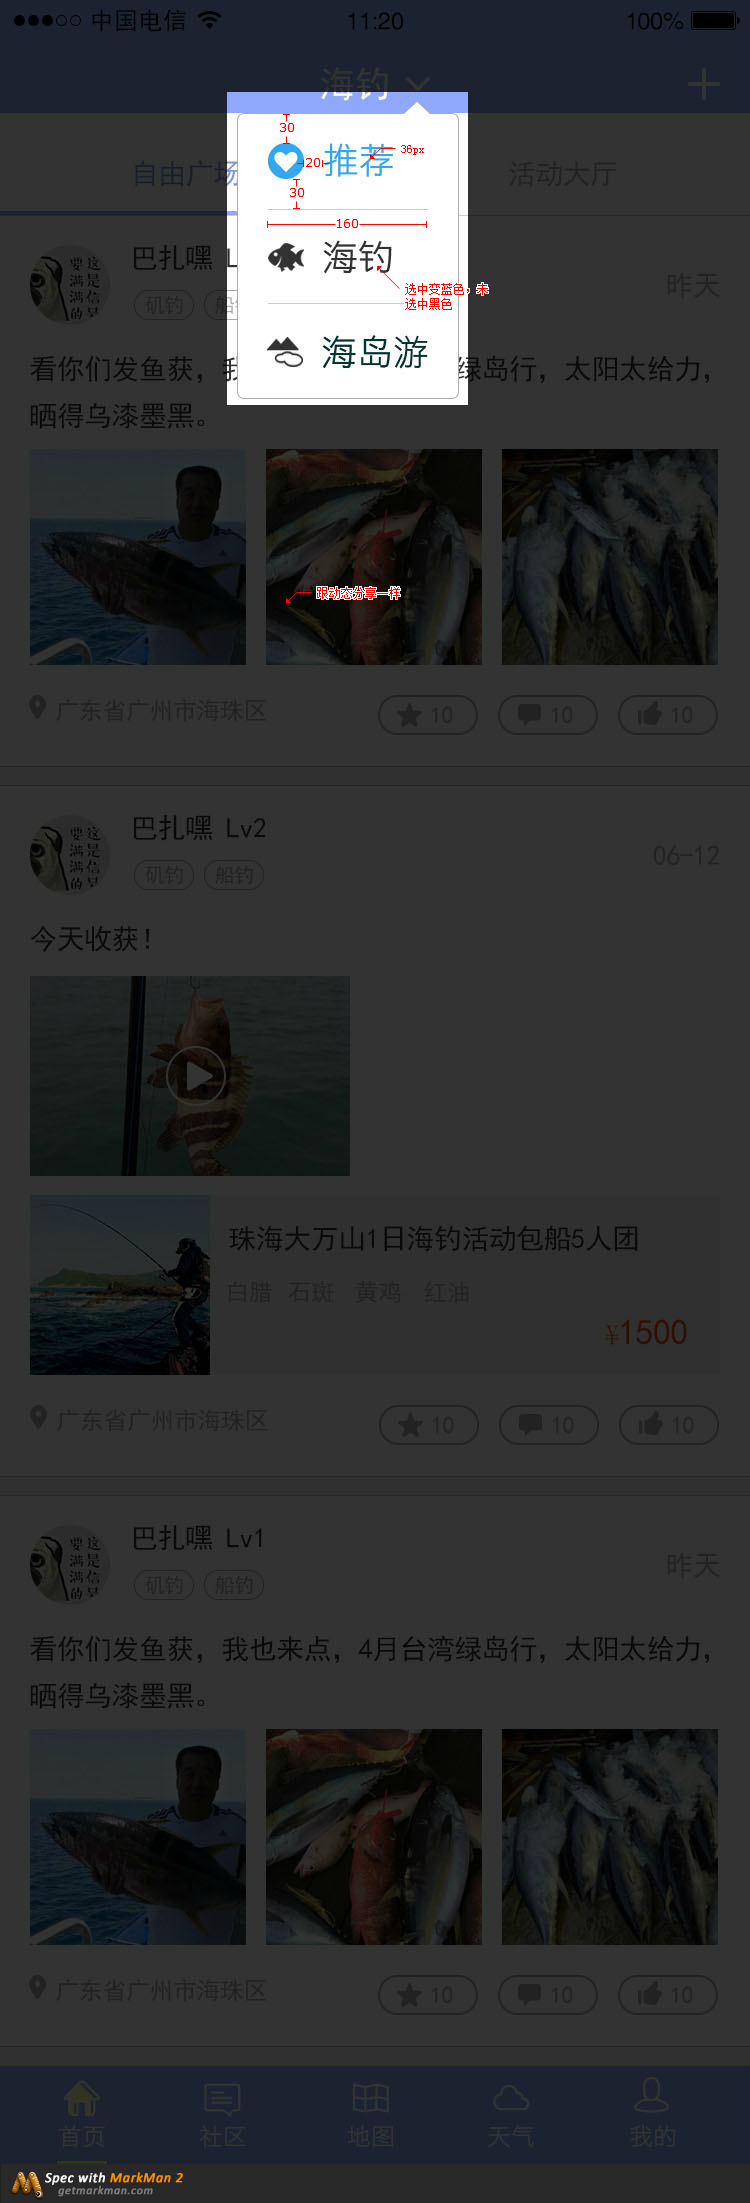 中国电信 11:20 100%
海钓
自由广场 活动大厅
30
20
推荐
36px
30
160
海钓
选中变蓝色，未
选中黑色
海岛游
巴扎嘿 L
矶钓 船
昨天
看你们发鱼获，我 绿岛行，太阳太给力，
晒得乌漆墨黑。
跟动态分享一样
广东省广州市海珠区 10 10 10
巴扎嘿 Lv2
矶钓 船钓
06-12
今天收获！
珠海大万山1日海钓活动包船5人团
白腊 石斑 黄鸡 红油
¥1500
广东省广州市海珠区 10 10 10
巴扎嘿 Lv1
矶钓 船钓
昨天
看你们发鱼获，我也来点，4月台湾绿岛行，太阳太给力，
晒得乌漆墨黑。
广东省广州市海珠区 10 10 10
首页 社区 地图 天气 我的
Spec with MarkMan 2
getmarkman.com